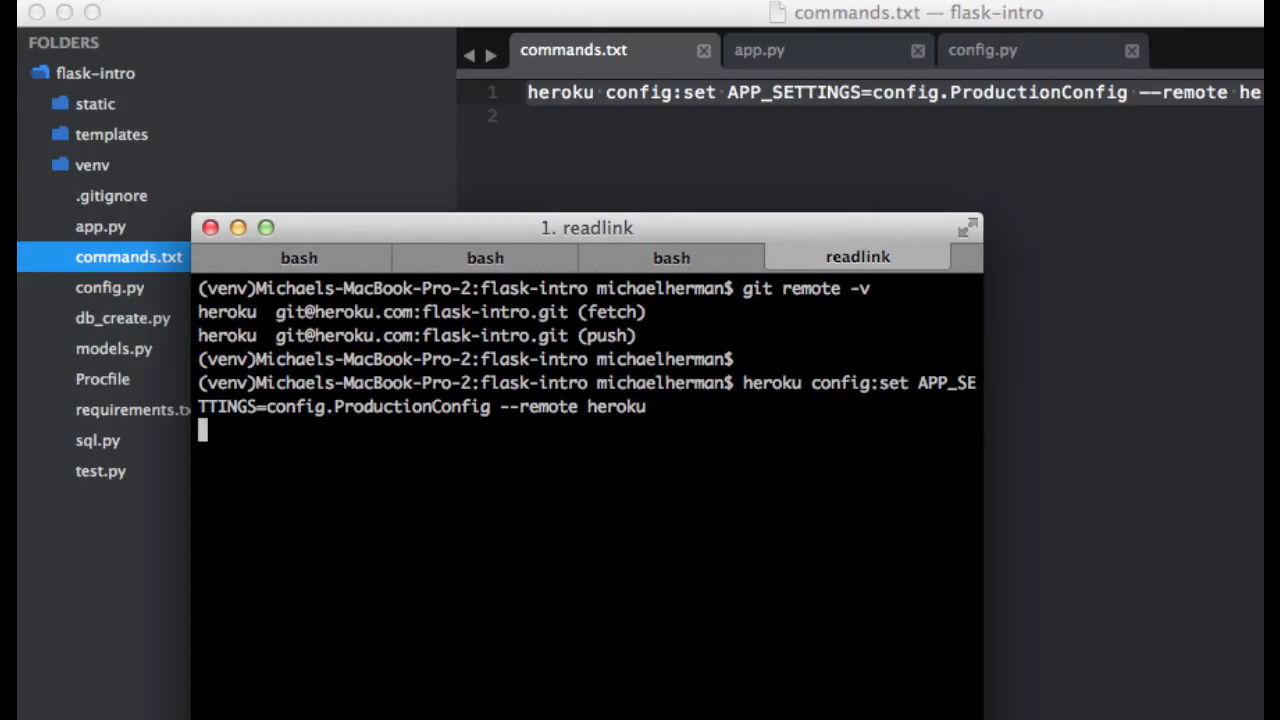 commands.txt — flask-intro
FOLDERS
flask-intro
static
templates
venv
.gitignore
app.py
commands.txt
config.py
db_create.py
models.py
Procfile
requirements.tx
sql.py
test.py
commands.txt
app.py
config.py
1 heroku config:set APP_SETTINGS=config.ProductionConfig --remote he
2
1. readlink
bash
bash
bash
readlink
(venv)Michaels-MacBook-Pro-2:flask-intro michaelherman$ git remote -v
heroku  git@heroku.com:flask-intro.git (fetch)
heroku  git@heroku.com:flask-intro.git (push)
(venv)Michaels-MacBook-Pro-2:flask-intro michaelherman$
(venv)Michaels-MacBook-Pro-2:flask-intro michaelherman$ heroku config:set APP_SE
TTINGS=config.ProductionConfig --remote heroku